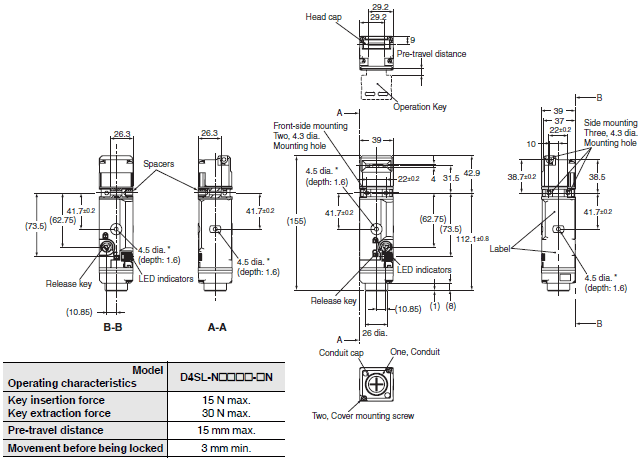 29.2
29.2
Head cap
9
Pre-travel distance
Operation Key
A
Front-side mounting
Two, 4.3 dia.
Mounting hole
39
4.5 dia. *
(depth: 1.6)
22±0.2
4
31.5
42.9
(155)
41.7±0.2
(62.75)
(73.5)
112.1±0.8
LED indicators
Release key
(10.85)
(1)
(8)
26 dia.
A
Conduit cap
One, Conduit
Two, Cover mounting screw
26.3
26.3
Spacers
41.7±0.2
(62.75)
(73.5)
41.7±0.2
4.5 dia. *
(depth: 1.6)
4.5 dia. *
(depth: 1.6)
LED indicators
Release key
(10.85)
B-B
A-A
B
39
37
22±0.2
10
Side mounting
Three, 4.3 dia.
Mounting hole
38.7±0.2
38.5
41.7±0.2
Label
4.5 dia. *
(depth: 1.6)
B
Model
Operating characteristics
D4SL-N□□□□-□N
Key insertion force
15 N max.
Key extraction force
30 N max.
Pre-travel distance
15 mm max.
Movement before being locked
3 mm min.